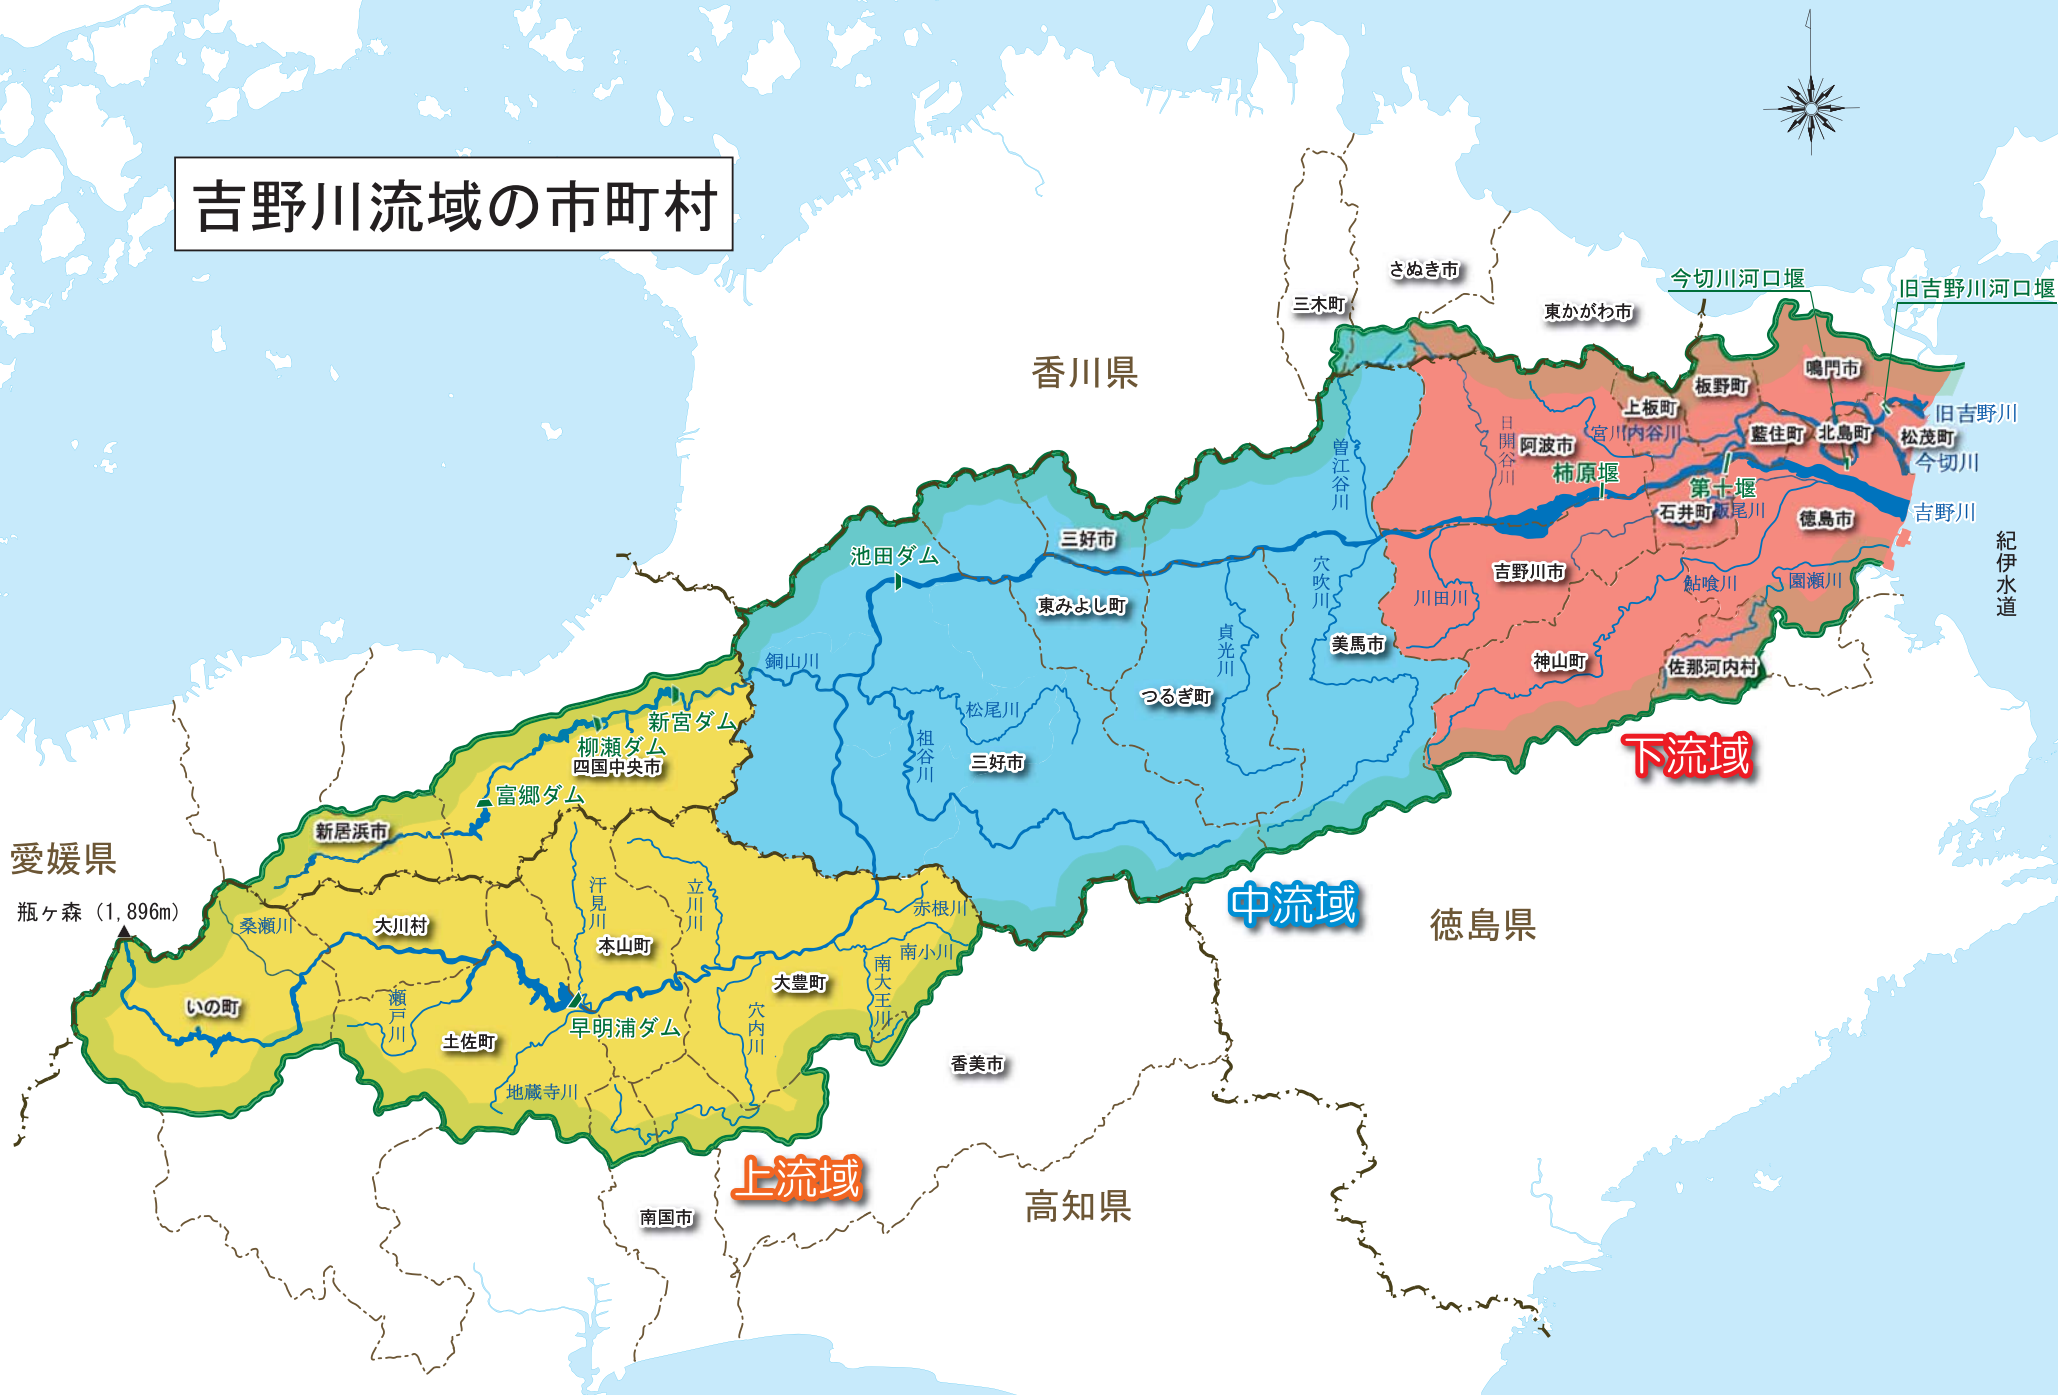 吉野川流域の市町村
さぬき市
三木町
東かがわ市
今切川河口堰
旧吉野川河口堰
香川県
鳴門市
板野町
上板町
旧吉野川
藍住町
北島町
松茂町
今切川
宮川内谷川
日開谷川
阿波市
柿原堰
第十堰
石井町
飯尾川
徳島市
吉野川
紀伊水道
曽江谷川
三好市
池田ダム
東みよし町
穴吹川
吉野川市
川田川
鮎喰川
園瀬川
貞光川
美馬市
神山町
佐那河内村
銅山川
つるぎ町
松尾川
祖谷川
三好市
新宮ダム
柳瀬ダム
四国中央市
富郷ダム
下流域
新居浜市
愛媛県
瓶ヶ森（1,896m）
桑瀬川
大川村
汗見川
立川川
本山町
赤根川
南小川
南大王川
大豊町
中流域
徳島県
いの町
瀬戸川
土佐町
早明浦ダム
穴内川
地蔵寺川
香美市
上流域
南国市
高知県